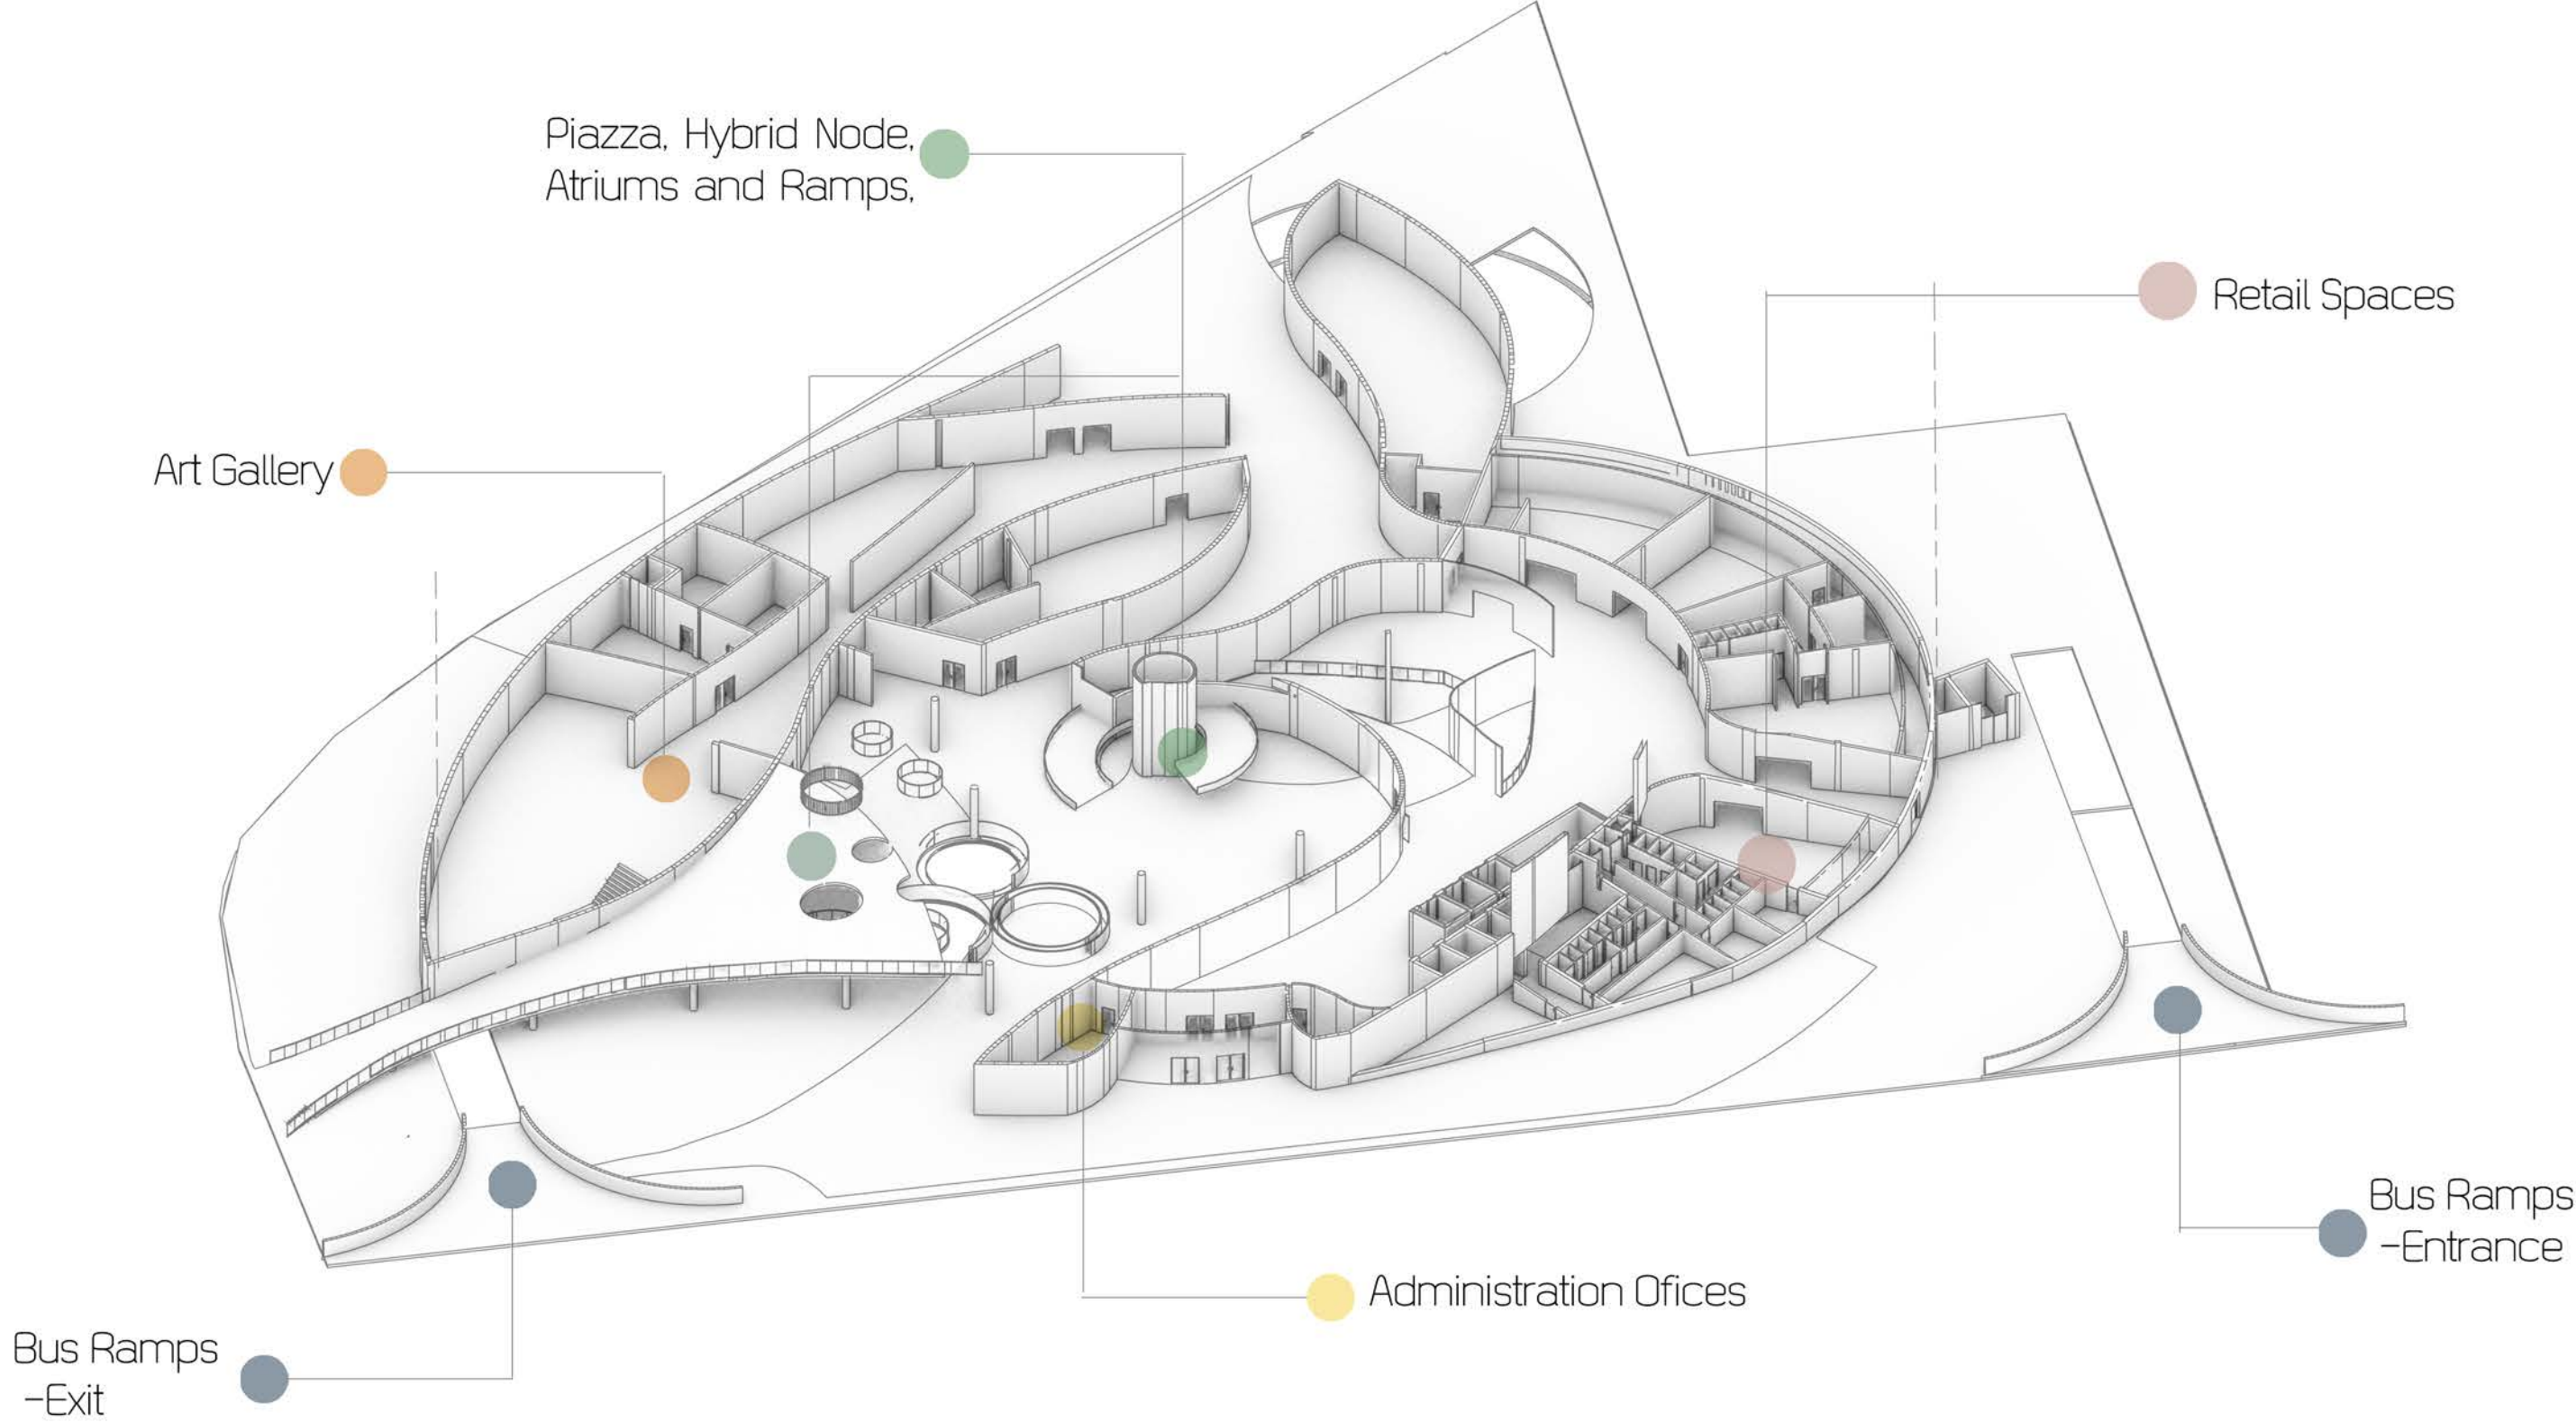 Piazza, Hybrid Node,
Atriums and Ramps,
Retail Spaces
Art Gallery
Bus Ramps
-Entrance
Administration Ofices
Bus Ramps
-Exit